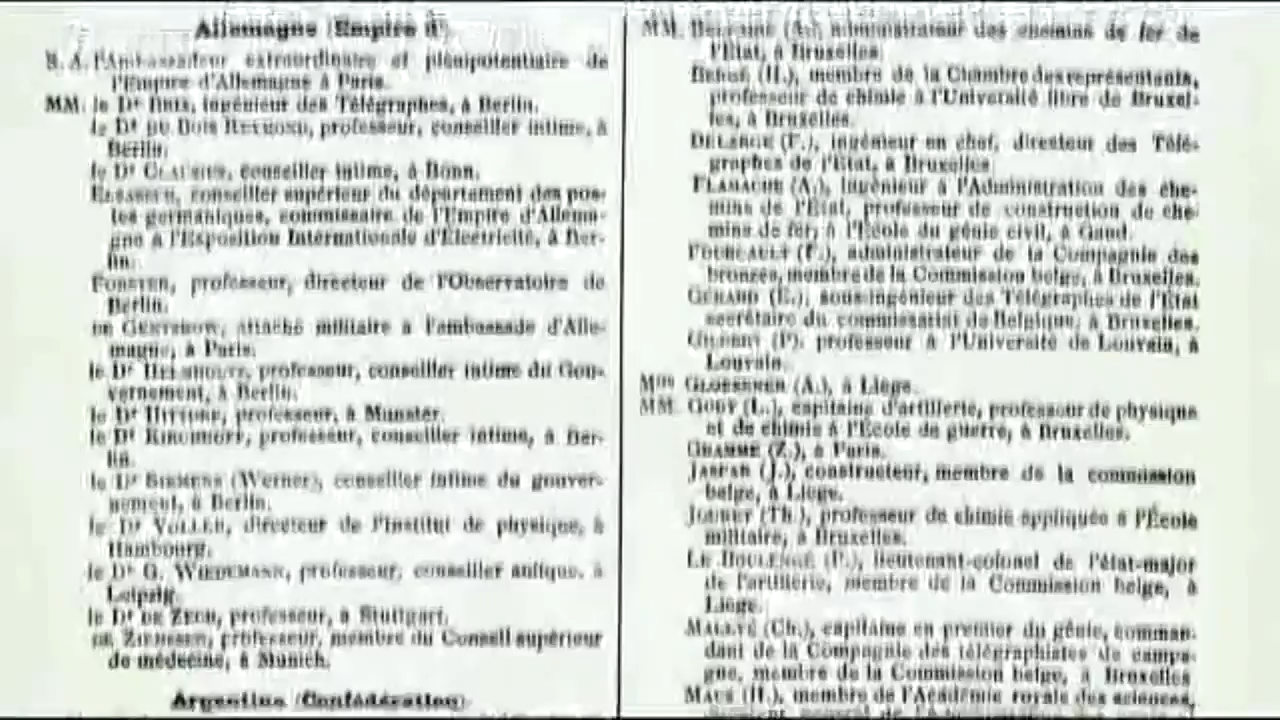 Allemagne (Empire d').
S. A. l'Ambassadeur extraordinaire et plénipotentiaire de
l'Empire d'Allemagne à Paris.
MM. le Dr Brix, ingénieur des Télégraphes, à Berlin.
le Dr du Bois Reymond, professeur, conseiller intime, à
Berlin.
le Dr Clausius, conseiller intime, à Bonn.
Elsasser, conseiller supérieur du département des pos-
tes germaniques, commissaire de l'Empire d'Allema-
gne à l'Exposition Internationale d'Électricité, à Ber-
lin.
Forster, professeur, directeur de l'Observatoire de
Berlin.
de , attaché militaire à l'ambassade d'Alle-
magne, à Paris.
le Dr Helmholtz, professeur, conseiller intime du Gou-
vernement, à Berlin.
le Dr Hittorf, professeur, à Munster.
le Dr Kirchhoff, professeur, conseiller intime, à Ber-
lin.
le Dr Siemens (Werner), conseiller intime du gouver-
nement, à Berlin.
le Dr Voller, directeur de l'Institut de physique, à
Hambourg.
le Dr G. Wiedemann, professeur, conseiller aulique, à
Leipzig.
le Dr de Zech, professeur, à Stuttgart.
de Ziemssen, professeur, membre du Conseil supérieur
de médecine, à Munich.
Argentine (Confédération).
MM. administrateur des chemins de fer de
l'État, à Bruxelles.
Bergé (H.), membre de la Chambre des représentants,
professeur de chimie à l'Université libre de Bruxel-
les, à Bruxelles.
Delarge (F.), ingénieur en chef, directeur des Télé-
graphes de l'État, à Bruxelles.
Flamache (A.), ingénieur à l'Administration des che-
mins de l'État, professeur de construction de che-
mins de fer, à l'École du génie civil, à Gand.
Fourcault (F.), administrateur de la Compagnie des
bronzes, membre de la Commission belge, à Bruxelles.
Gérard (E.), sous-ingénieur des Télégraphes de l'État
secrétaire du commissariat de Belgique, à Bruxelles.
Gilbert (P). professeur à l'Université de Louvain, à
Louvain.
Gloesener (A.), à Liège.
MM. Gody (L.), capitaine d'artillerie, professeur de physique
et de chimie à l'École de guerre, à Bruxelles.
Gramme (Z.), à Paris.
Jaspar (J.), constructeur, membre de la commission
belge, à Liège.
Jouret (Th.), professeur de chimie appliquée à l'École
militaire, à Bruxelles.
Le Boulengé (P.), lieutenant-colonel de l'état-major
de l'artillerie, membre de la Commission belge, à
Liège.
(Ch.), capitaine en premier du génie, comman-
dant de la Compagnie des télégraphistes de campa-
gne, membre de la Commission belge, à Bruxelles
Maus (H.), membre de l'Académie royale des sciences,